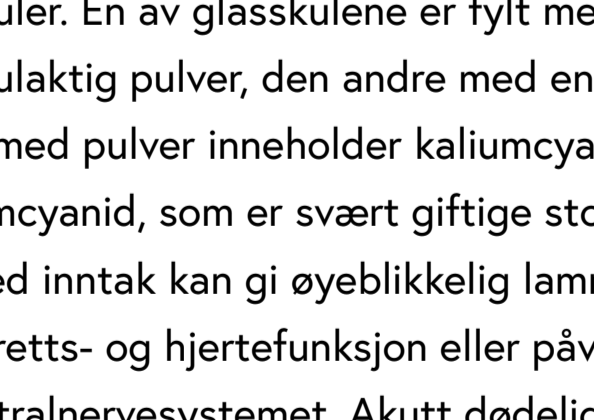 uler. En av glasskulene er fylt me
ulaktig pulver, den andre med en
med pulver inneholder kaliumcya
mcyanid, som er svært giftige sto
ed inntak kan gi øyeblikkelig lamm
retts- og hjertefunksjon eller påv
tralnervesystemet. Akutt dødelig